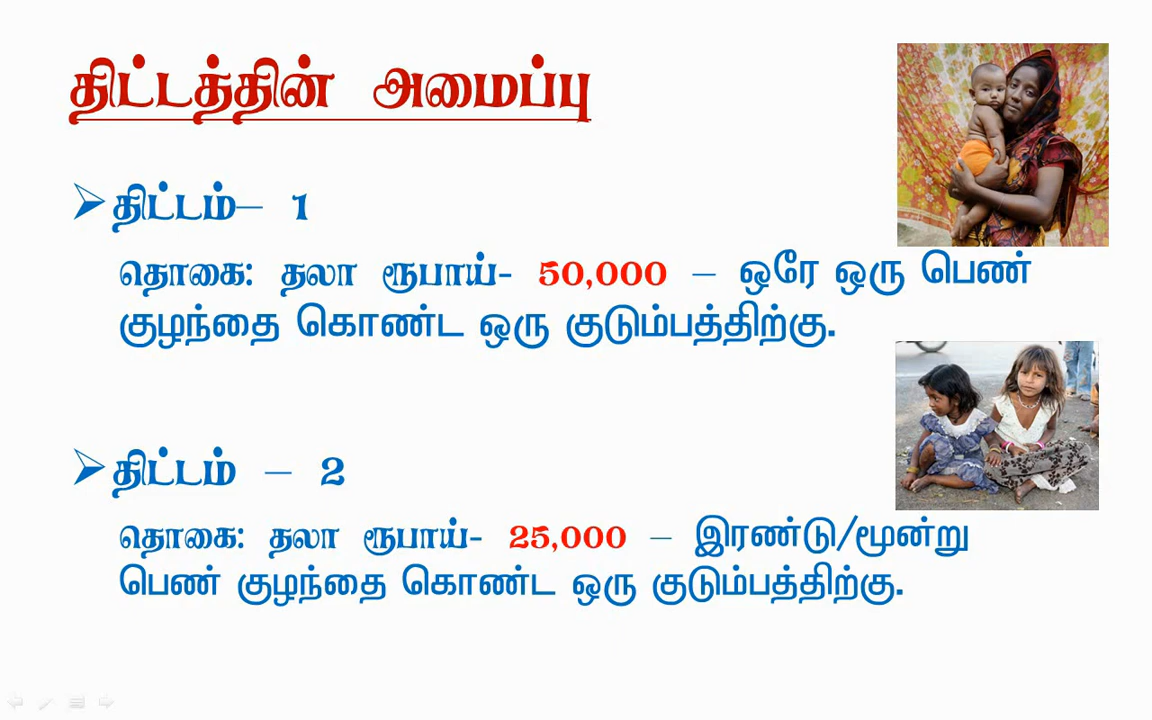 திட்டத்தின் அமைப்பு
திட்டம்– 1
தொகை: தலா ரூபாய்- 50,000 – ஒரே ஒரு பெண்
குழந்தை கொண்ட ஒரு குடும்பத்திற்கு.
திட்டம் – 2
தொகை: தலா ரூபாய்- 25,000 – இரண்டு/மூன்று
பெண் குழந்தை கொண்ட ஒரு குடும்பத்திற்கு.